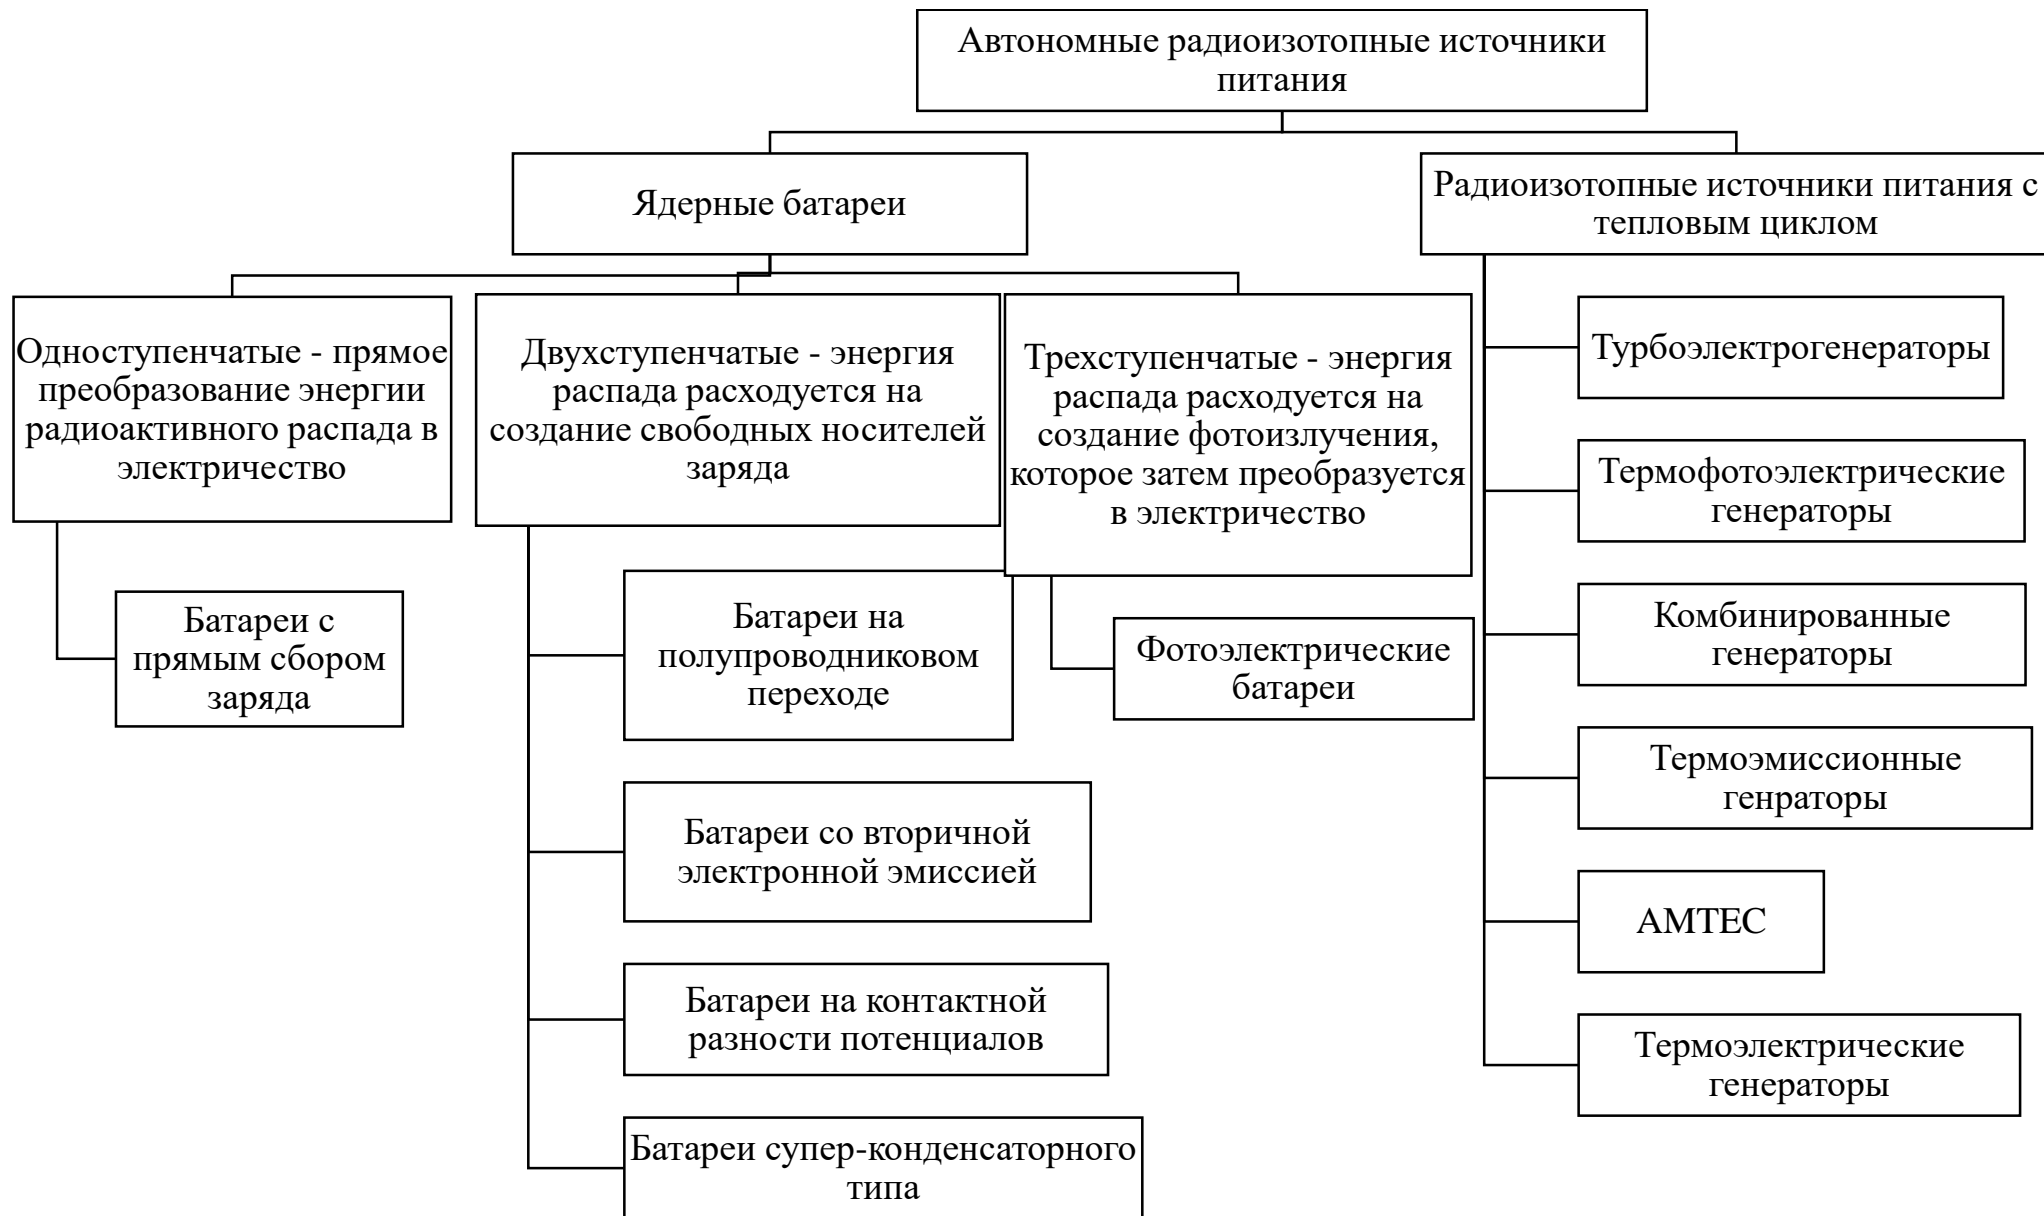 Автономные радиоизотопные источники
питания
Ядерные батареи
Радиоизотопные источники питания с
тепловым циклом
Одноступенчатые - прямое
преобразование энергии
радиоактивного распада в
электричество
Батареи с
прямым сбором
заряда
Двухступенчатые - энергия
распада расходуется на
создание свободных носителей
заряда
Батареи на
полупроводниковом
переходе
Батареи со вторичной
электронной эмиссией
Батареи на контактной
разности потенциалов
Батареи супер-конденсаторного
типа
Трехступенчатые - энергия
распада расходуется на
создание фотоизлучения,
которое затем преобразуется
в электричество
Фотоэлектрические
батареи
Турбоэлектрогенераторы
Термофотоэлектрические
генераторы
Комбинированные
генераторы
Термоэмиссионные
генраторы
АМТЕС
Термоэлектрические
генераторы